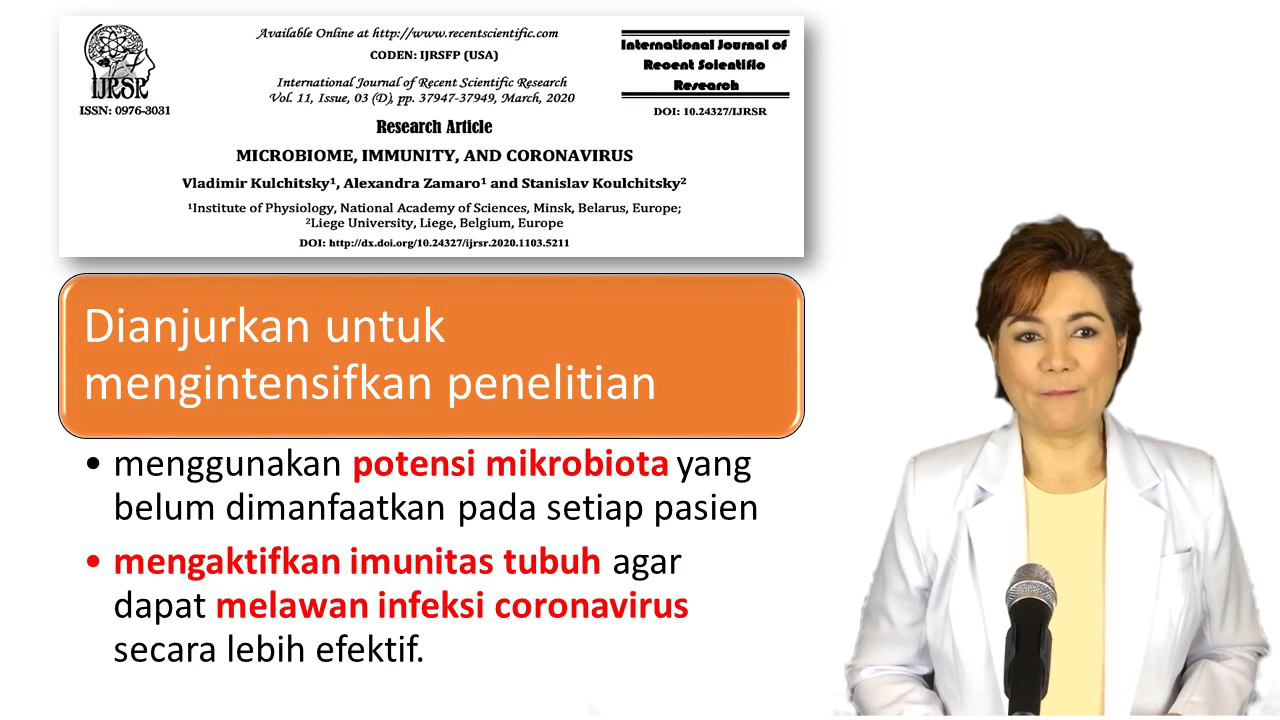 Available Online at http://www.recentscientific.com
CODEN: IJRSFP (USA)
International Journal of Recent Scientific Research
Vol. 11, Issue, 03 (D), pp. 37947-37949, March, 2020
IJRSR
ISSN: 0976-3031
International Journal of
Recent Scientific
Research
DOI: 10.24327/IJRSR
Research Article
MICROBIOME, IMMUNITY, AND CORONAVIRUS
Vladimir Kulchitsky¹, Alexandra Zamaro¹ and Stanislav Koulchitsky²
¹Institute of Physiology, National Academy of Sciences, Minsk, Belarus, Europe;
²Liege University, Liege, Belgium, Europe
DOI: http://dx.doi.org/10.24327/ijrsr.2020.1103.5211
Dianjurkan untuk
mengintensifkan penelitian
• menggunakan potensi mikrobiota yang
belum dimanfaatkan pada setiap pasien
• mengaktifkan imunitas tubuh agar
dapat melawan infeksi coronavirus
secara lebih efektif.